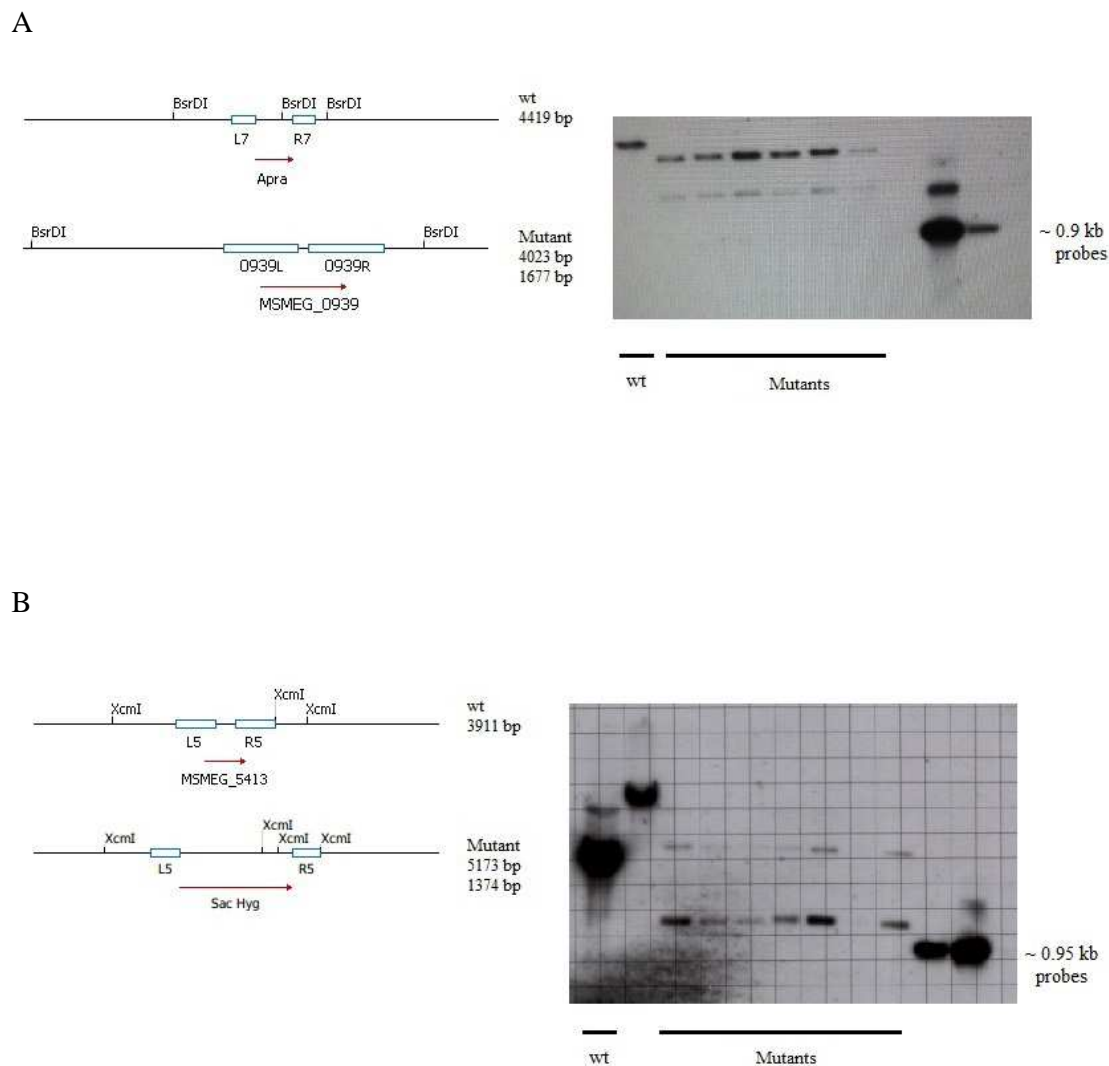 A
BsrDI BsrDI BsrDI
L7 R7
Apra
wt
4419 bp
BsrDI BsrDI
0939L 0939R
MSMEG_0939
Mutant
4023 bp
1677 bp
~ 0.9 kb
probes
wt Mutants
B
XcmI XcmI XcmI
L5 R5
MSMEG_5413
wt
3911 bp
XcmI XcmI XcmI XcmI
L5 R5
Sac Hyg
Mutant
5173 bp
1374 bp
~ 0.95 kb
probes
wt Mutants